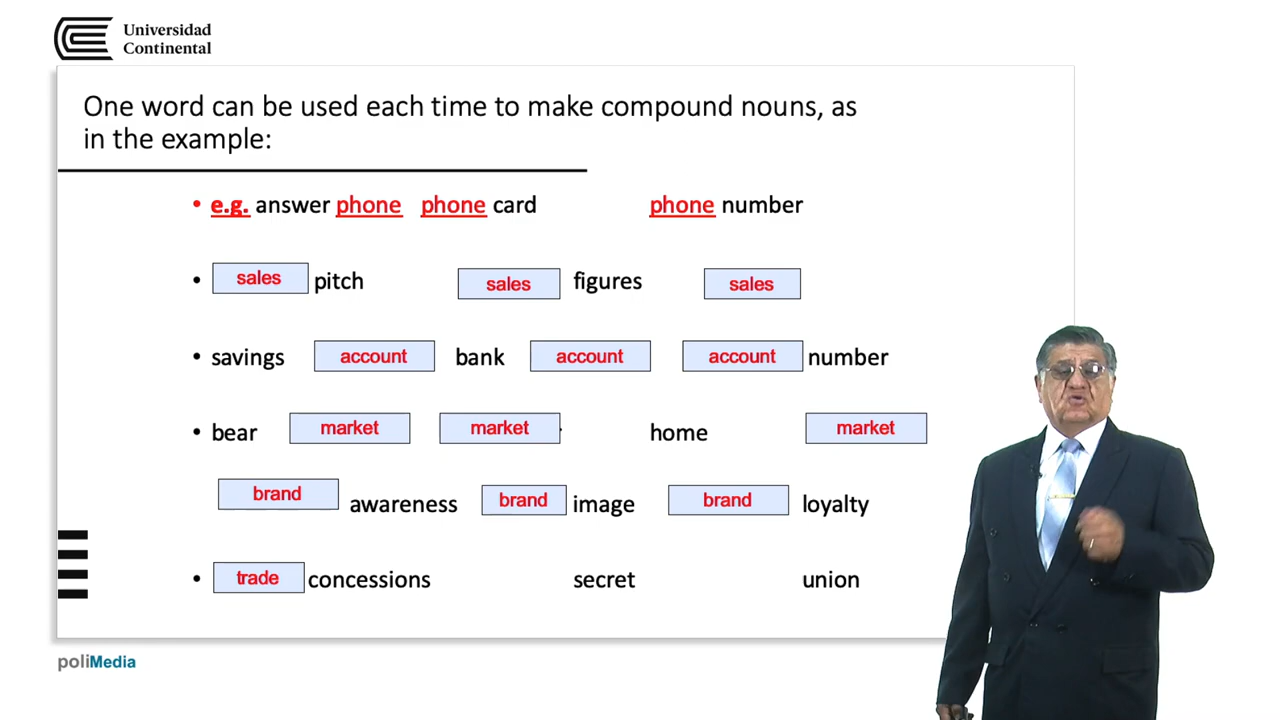 Universidad
Continental
One word can be used each time to make compound nouns, as
in the example:
• e.g. answer phone phone card phone number
• sales pitch sales figures sales
• savings account bank account account number
• bear market market home market
brand awareness brand image brand loyalty
• trade concessions secret union
poliMedia